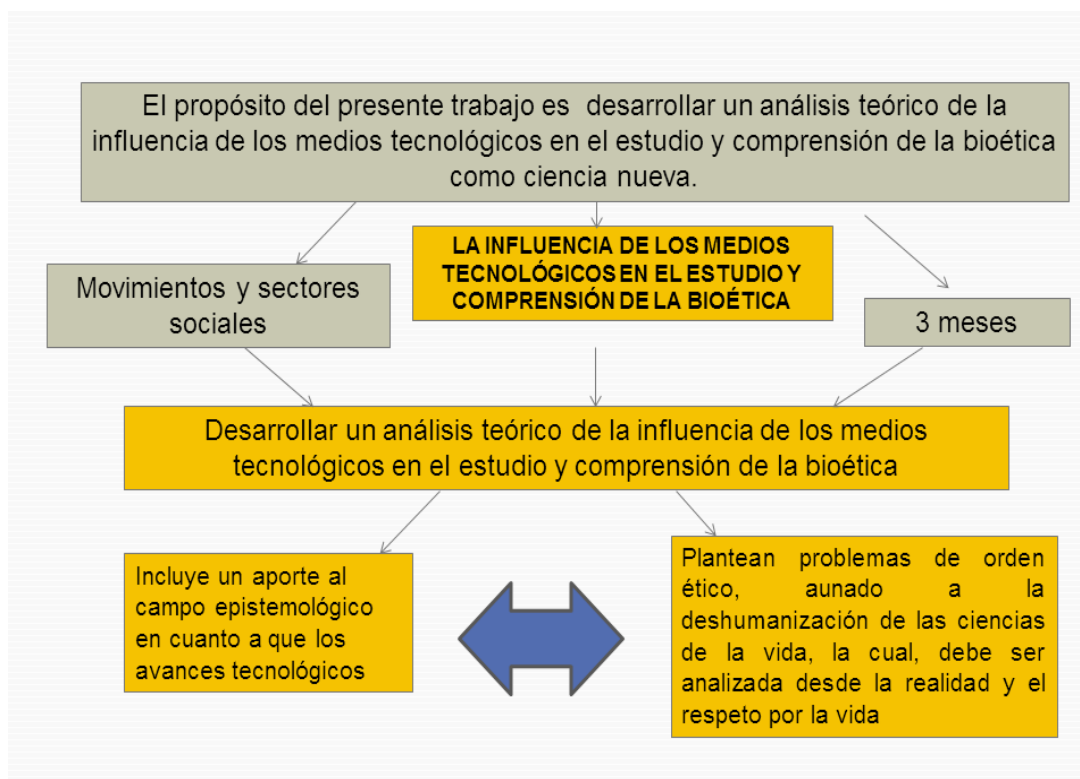 El propósito del presente trabajo es desarrollar un análisis teórico de la
influencia de los medios tecnológicos en el estudio y comprensión de la bioética
como ciencia nueva.
LA INFLUENCIA DE LOS MEDIOS
TECNOLÓGICOS EN EL ESTUDIO Y
COMPRENSIÓN DE LA BIOÉTICA
Movimientos y sectores
sociales
3 meses
Desarrollar un análisis teórico de la influencia de los medios
tecnológicos en el estudio y comprensión de la bioética
Incluye un aporte al
campo epistemológico
en cuanto a que los
avances tecnológicos
Plantean problemas de orden
ético, aunado a la
deshumanización de las ciencias
de la vida, la cual, debe ser
analizada desde la realidad y el
respeto por la vida